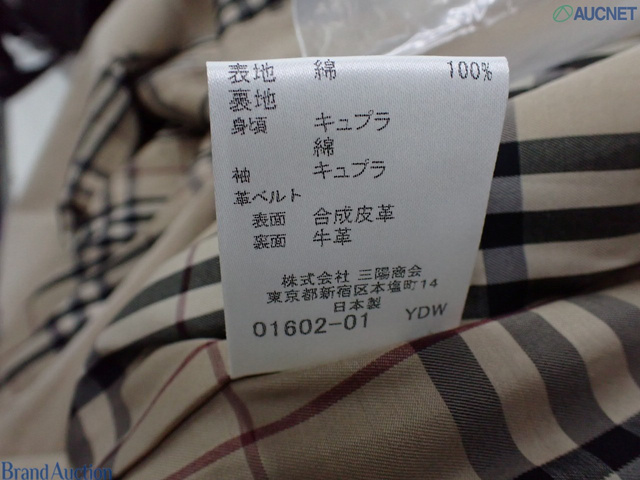 AUCNET
表地 綿 100%
裏地
身頃 キュプラ
綿
袖 キュプラ
革ベルト
表面 合成皮革
裏面 牛革
株式会社 三陽商会
東京都新宿区本塩町14
日本製
01602-01 YDW
Brand Auction